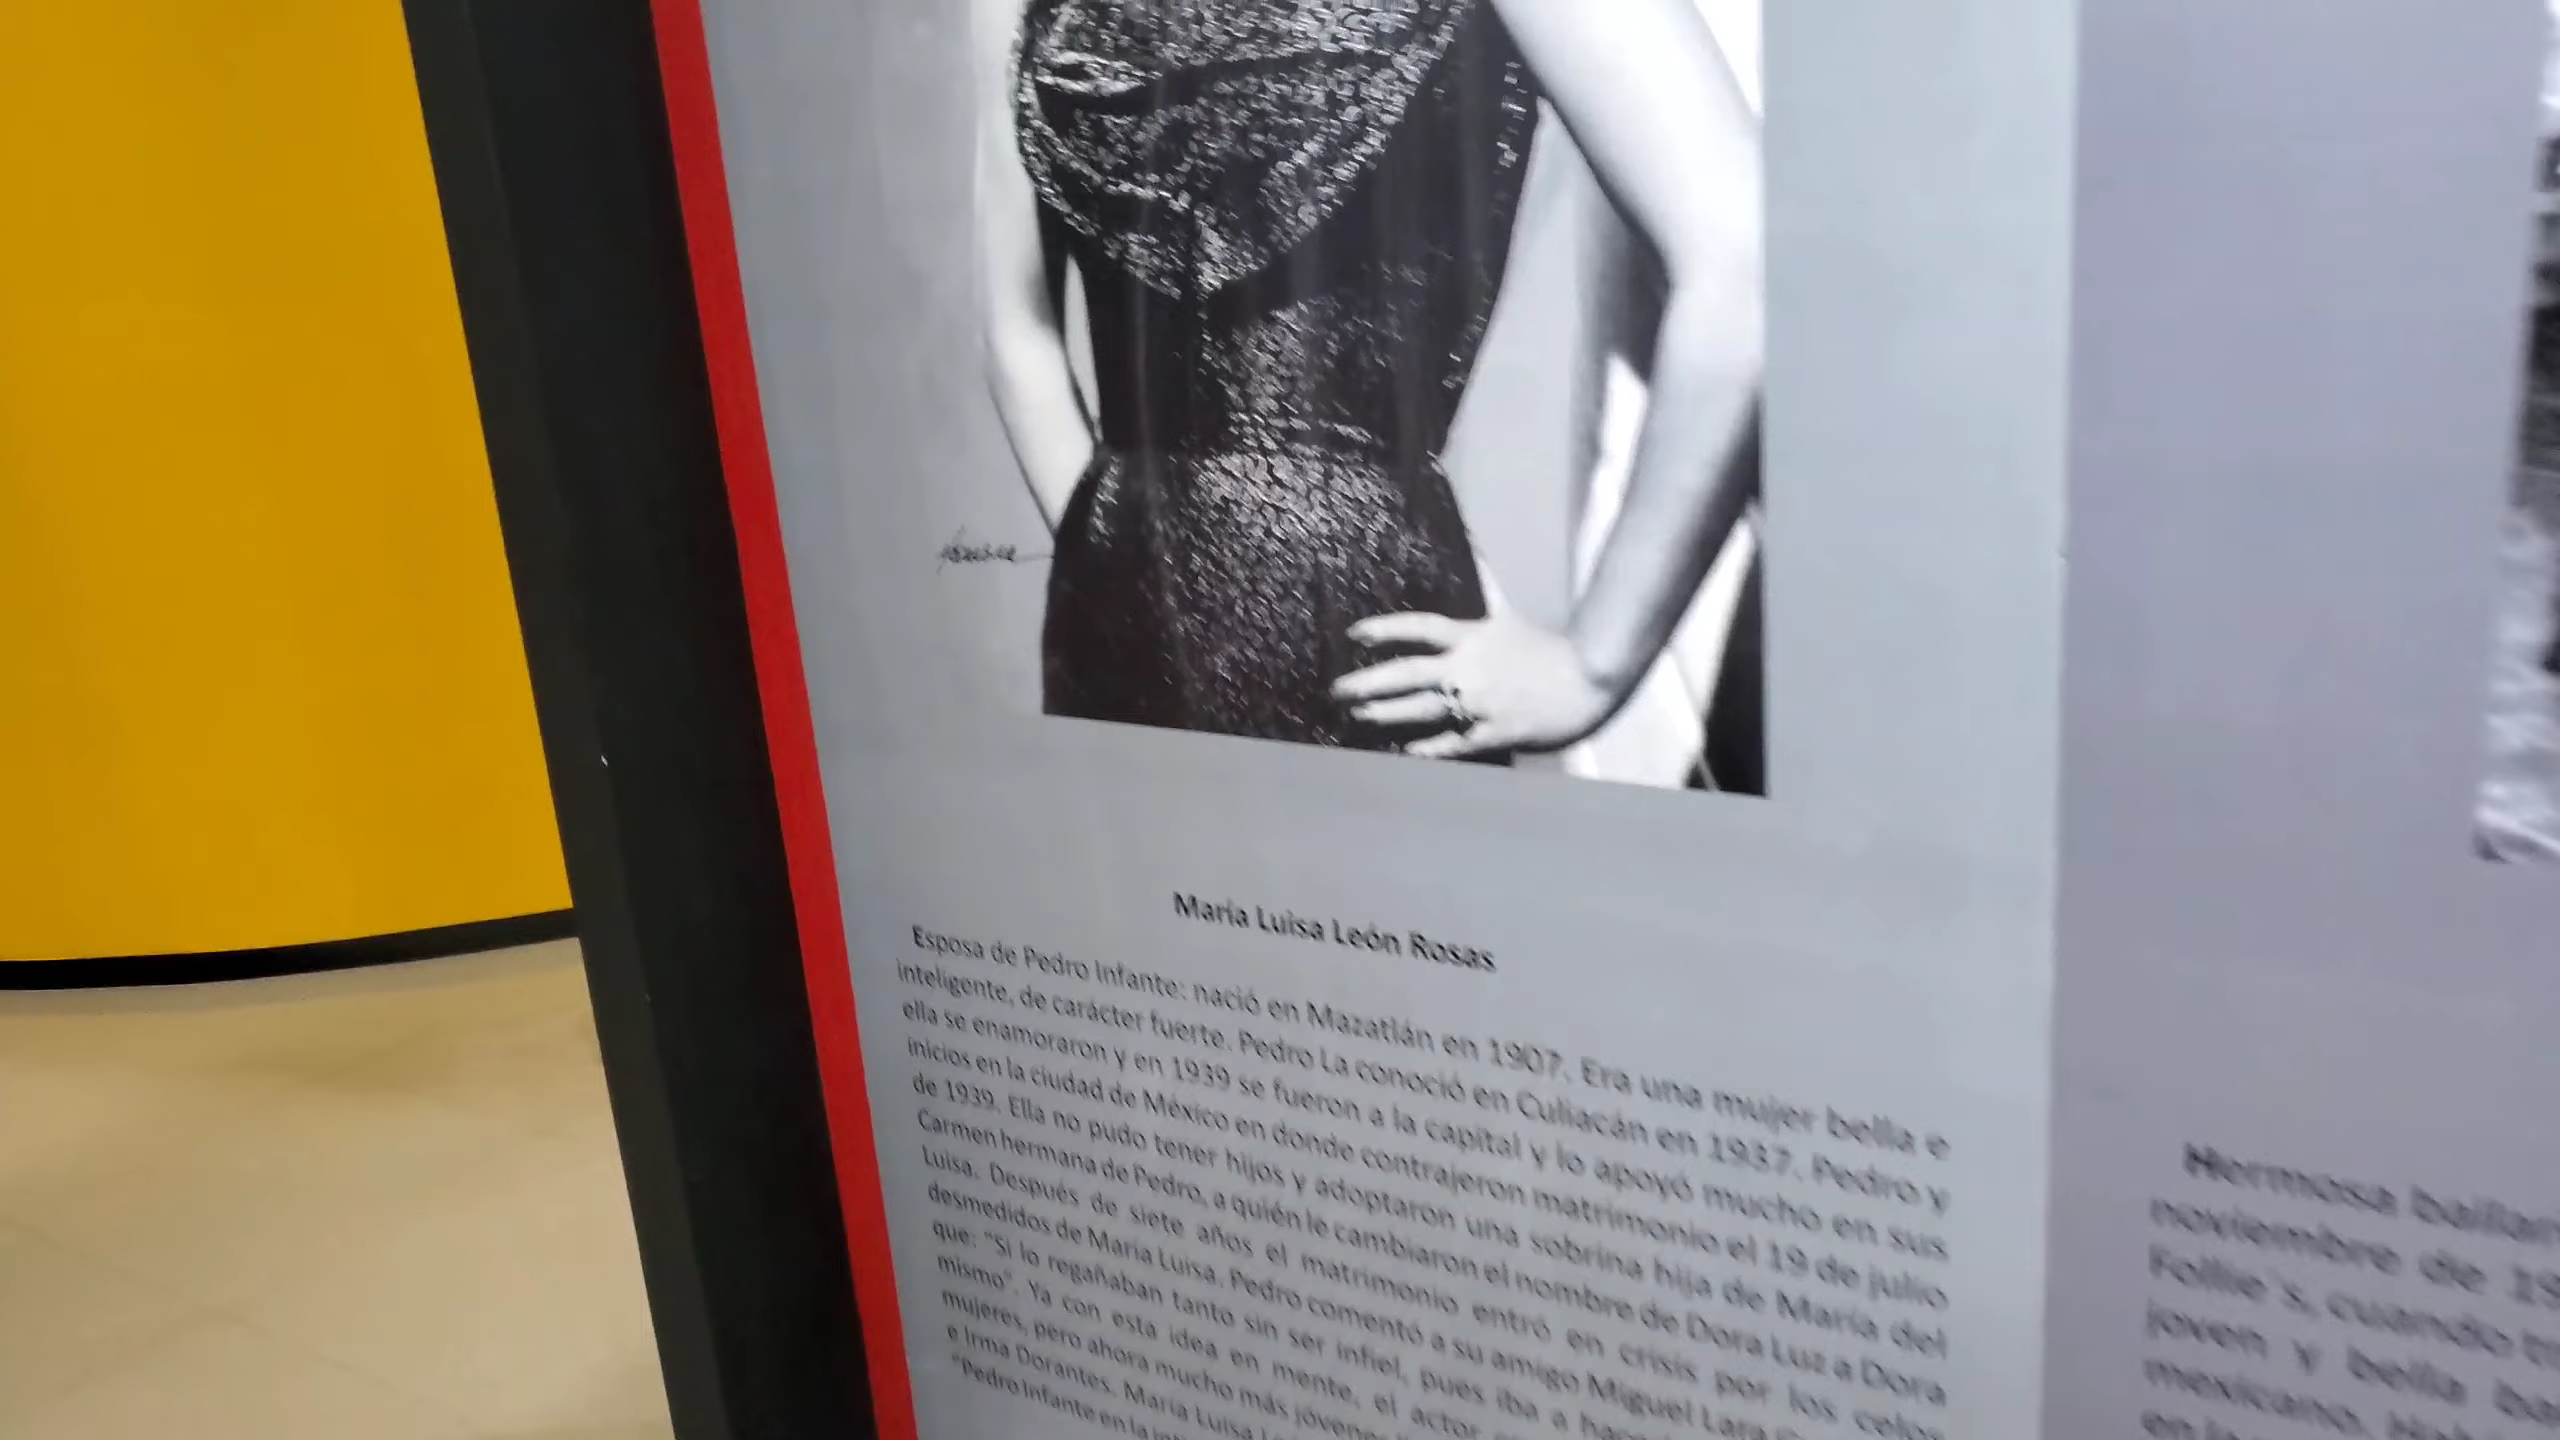 María Luisa León Rosas
Esposa de Pedro Infante: nació en Mazatlán en 1907. Era una mujer bella e
inteligente, de carácter fuerte. Pedro La conoció en Culiacán en 1937. Pedro y
ella se enamoraron y en 1939 se fueron a la capital y lo apoyó mucho en sus
inicios en la ciudad de México en donde contrajeron matrimonio el 19 de julio
de 1939. Ella no pudo tener hijos y adoptaron una sobrina hija de María del
Carmen hermana de Pedro, a quién le cambiaron el nombre de Dora Luz a Dora
Luisa. Después de siete años el matrimonio entró en crisis por los celos
desmedidos de María Luisa. Pedro comentó a su amigo Miguel Lara
que: "Si lo regañaban tanto sin ser infiel, pues iba a
mismo". Ya con esta idea en mente, el actor
mujeres, pero ahora mucho más jóvenes
e Irma Dorantes. María Luisa
"Pedro Infante en la
Hermosa
noviembre de
Follie's, cuando
joven y bella
mexicano.